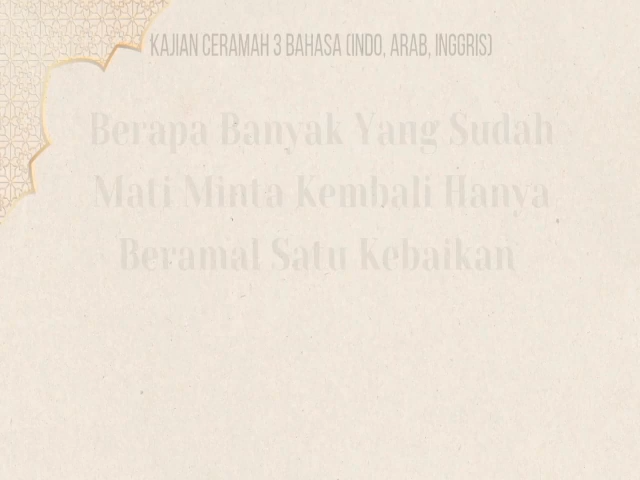 KAJIAN CERAMAH 3 BAHASA (INDO, ARAB, INGGRIS)
Berapa Banyak Yang Sudah
Mati Minta Kembali Hanya
Beramal Satu Kebaikan